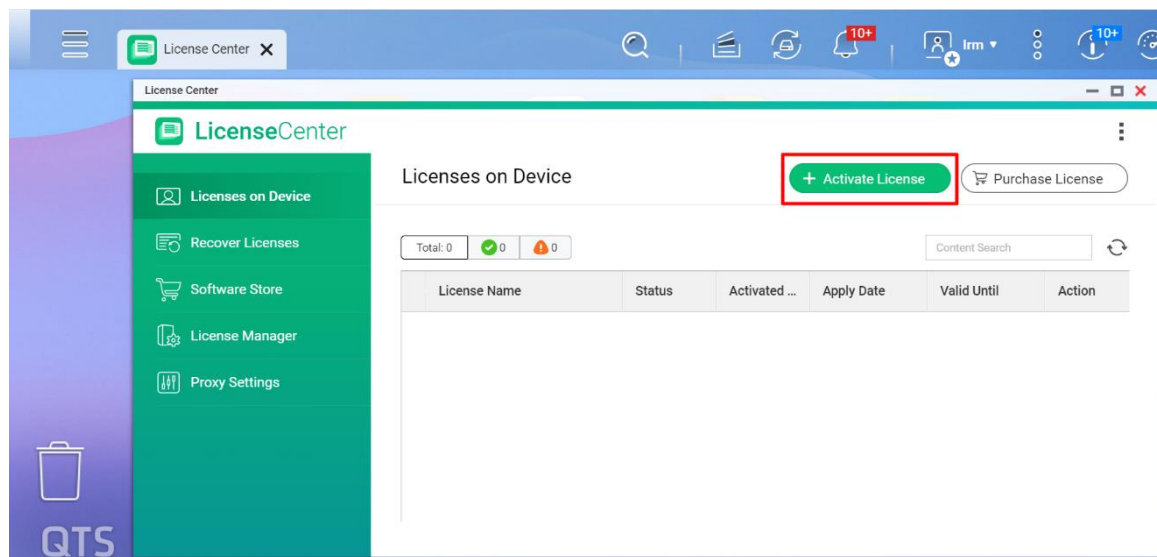 License Center
10+
Irm
10+
License Center
LicenseCenter
Licenses on Device
+ Activate License
Purchase License
Licenses on Device
Recover Licenses
Software Store
License Manager
Proxy Settings
Total: 0
0
0
Content Search
License Name
Status
Activated ...
Apply Date
Valid Until
Action
QTS